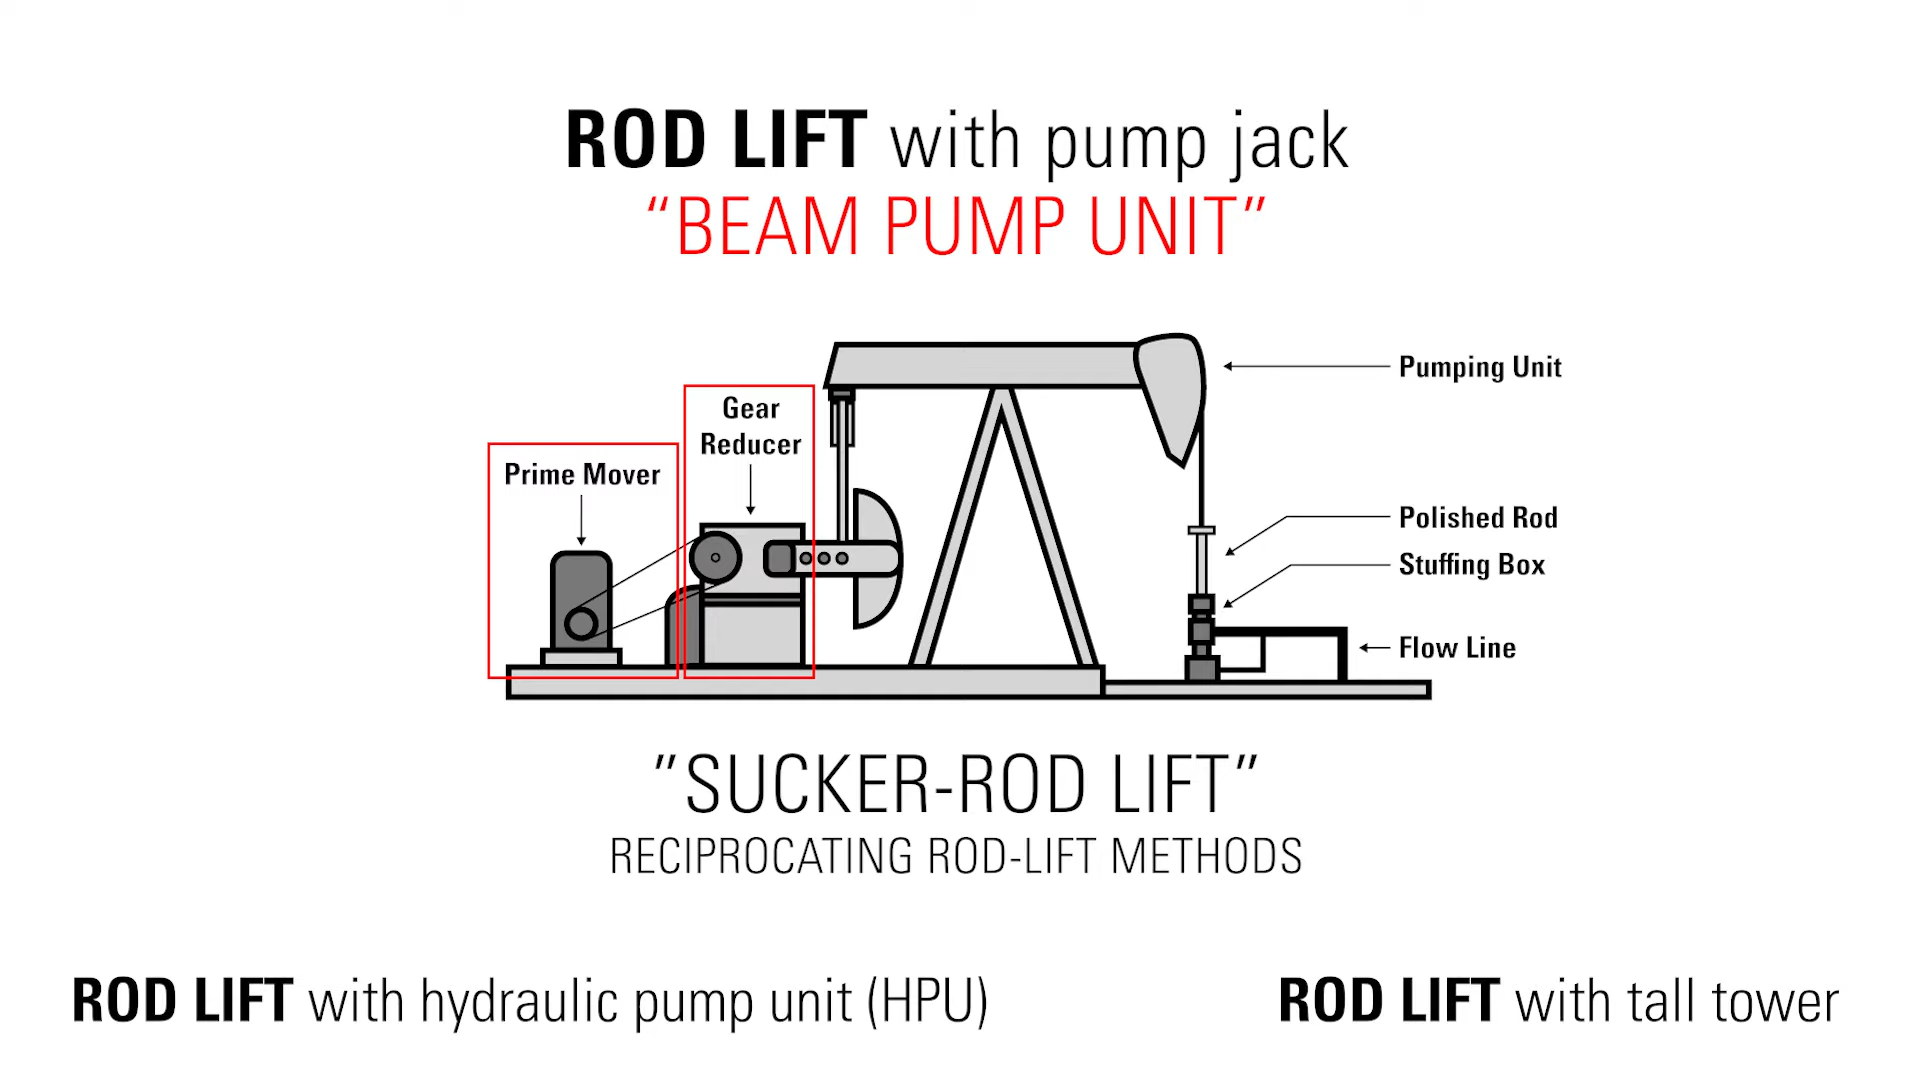 ROD LIFT with pump jack
“BEAM PUMP UNIT”
Pumping Unit
Gear
Reducer
Prime Mover
Polished Rod
Stuffing Box
Flow Line
”SUCKER-ROD LIFT”
RECIPROCATING ROD-LIFT METHODS
ROD LIFT with hydraulic pump unit (HPU)
ROD LIFT with tall tower